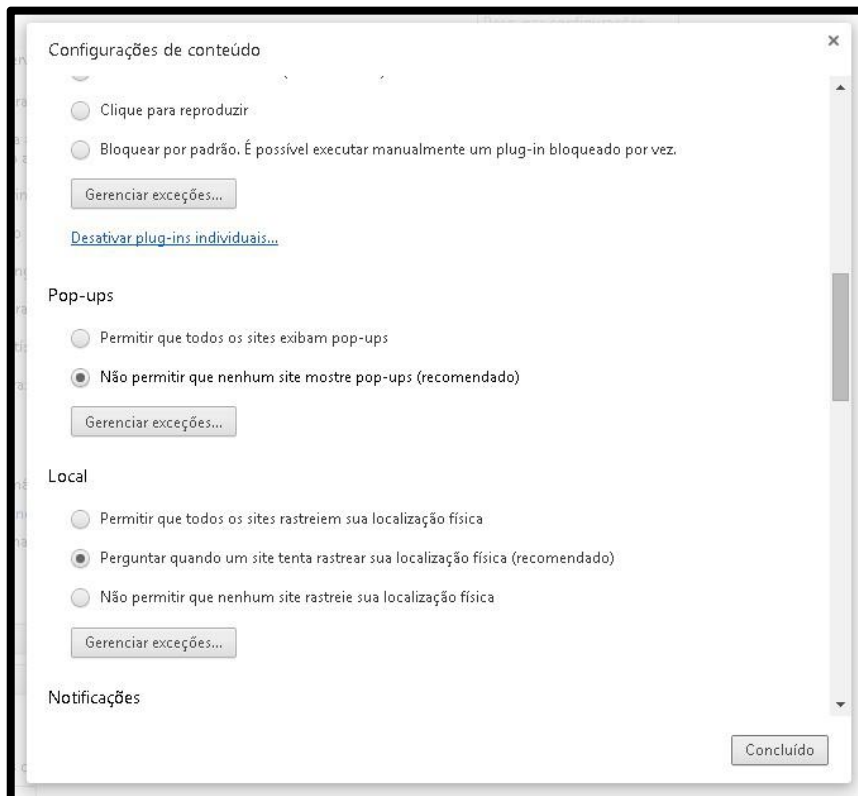 Configurações de conteúdo
Clique para reproduzir
Bloquear por padrão. É possível executar manualmente um plug-in bloqueado por vez.
Gerenciar exceções...
Desativar plug-ins individuais...
Pop-ups
Permitir que todos os sites exibam pop-ups
Não permitir que nenhum site mostre pop-ups (recomendado)
Gerenciar exceções...
Local
Permitir que todos os sites rastreiem sua localização física
Perguntar quando um site tenta rastrear sua localização física (recomendado)
Não permitir que nenhum site rastreie sua localização física
Gerenciar exceções...
Notificações
Concluído